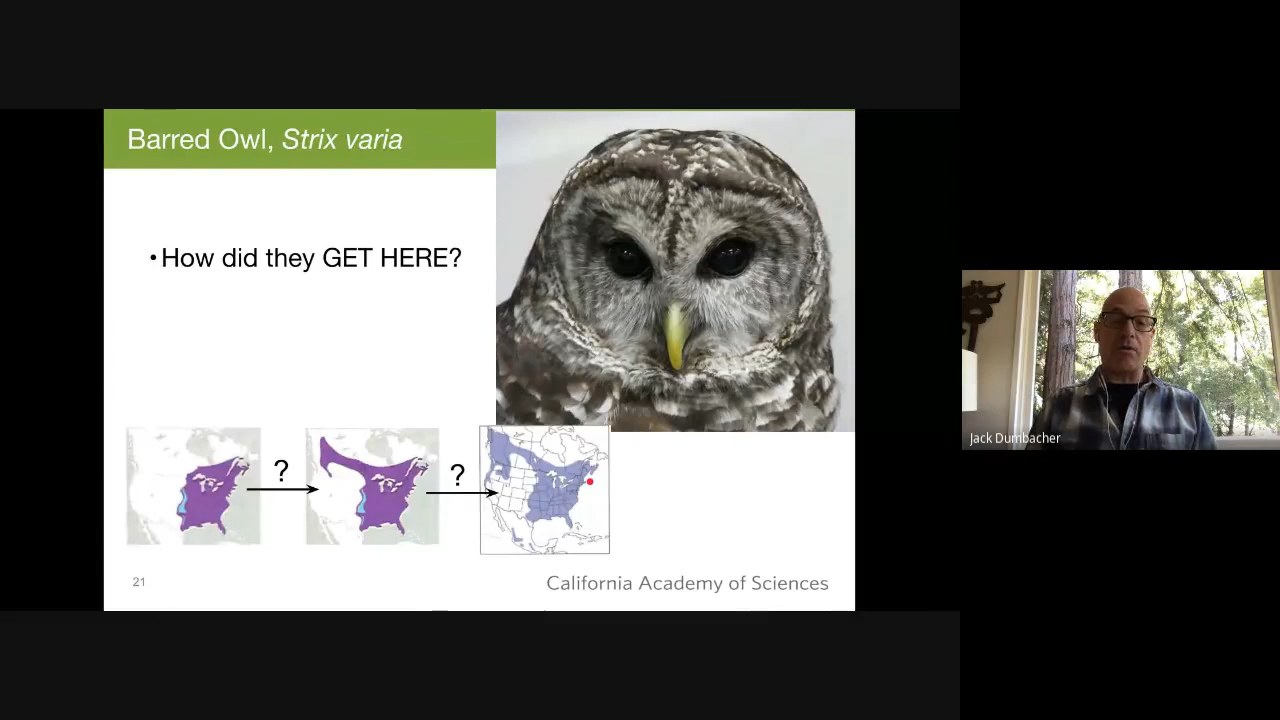 Barred Owl, Strix varia
• How did they GET HERE?
?
?
21
California Academy of Sciences
Jack Dumbacher